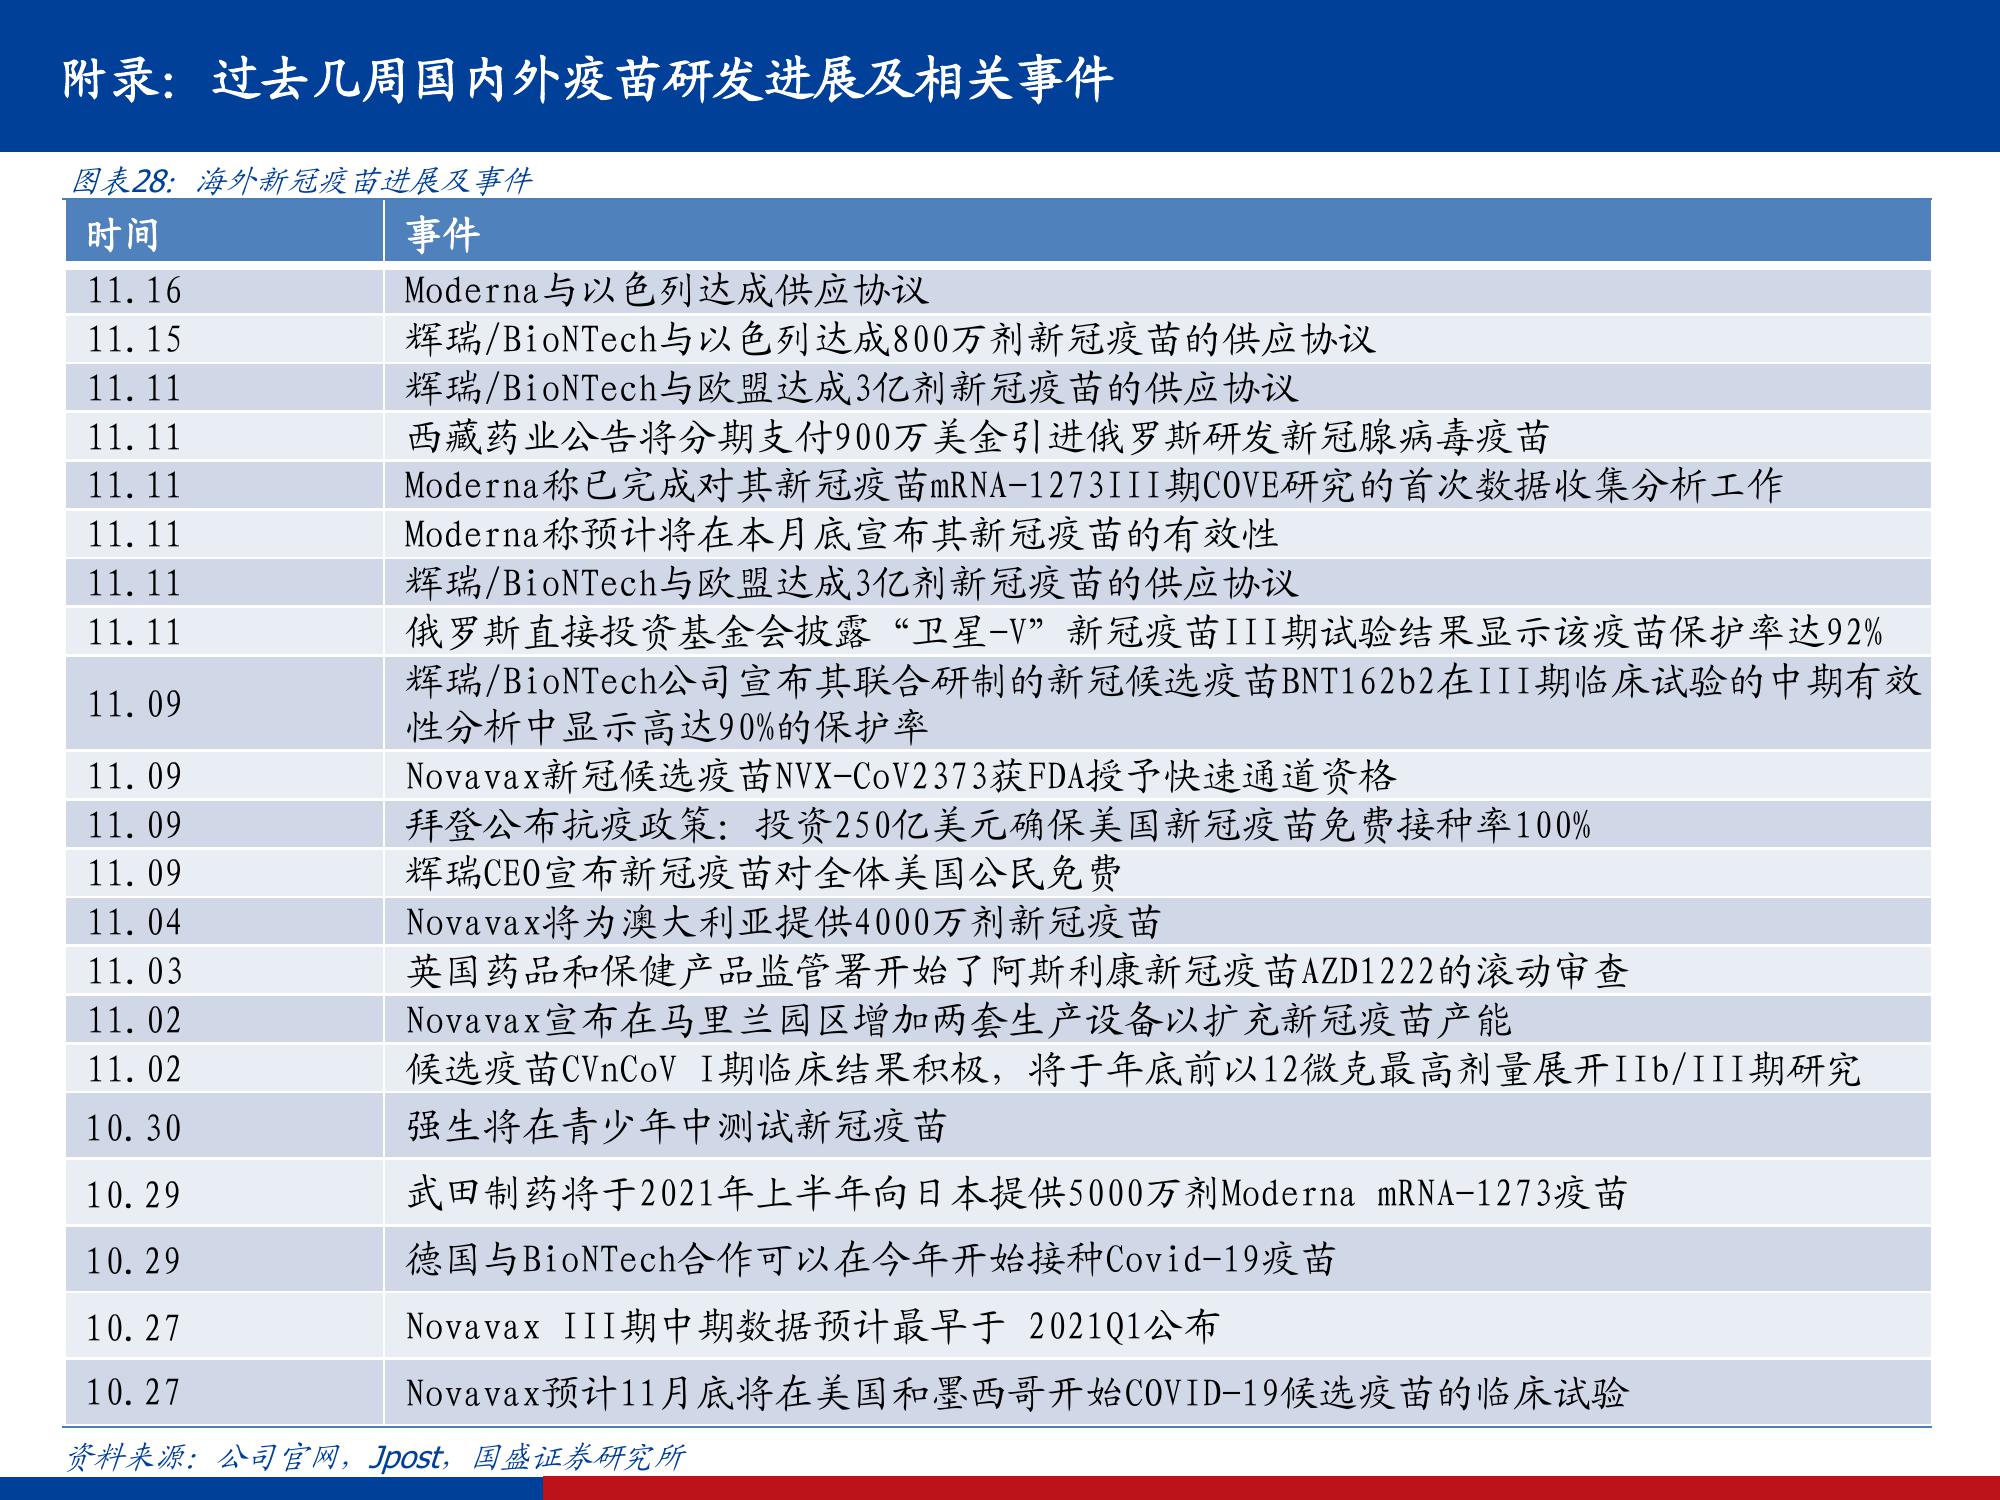 附录：过去几周国内外疫苗研发进展及相关事件
图表28：海外新冠疫苗进展及事件
时间 事件
11.16 Moderna与以色列达成供应协议
11.15 辉瑞/BioNTech与以色列达成800万剂新冠疫苗的供应协议
11.11 辉瑞/BioNTech与欧盟达成3亿剂新冠疫苗的供应协议
11.11 西藏药业公告将分期支付900万美金引进俄罗斯研发新冠腺病毒疫苗
11.11 Moderna称已完成对其新冠疫苗mRNA-1273III期COVE研究的首次数据收集分析工作
11.11 Moderna称预计将在本月底宣布其新冠疫苗的有效性
11.11 辉瑞/BioNTech与欧盟达成3亿剂新冠疫苗的供应协议
11.11 俄罗斯直接投资基金会披露“卫星-V”新冠疫苗III期试验结果显示该疫苗保护率达92%
11.09 辉瑞/BioNTech公司宣布其联合研制的新冠候选疫苗BNT162b2在III期临床试验的中期有效
性分析中显示高达90%的保护率
11.09 Novavax新冠候选疫苗NVX-CoV2373获FDA授予快速通道资格
11.09 拜登公布抗疫政策：投资250亿美元确保美国新冠疫苗免费接种率100%
11.09 辉瑞CEO宣布新冠疫苗对全体美国公民免费
11.04 Novavax将为澳大利亚提供4000万剂新冠疫苗
11.03 英国药品和保健产品监管署开始了阿斯利康新冠疫苗AZD1222的滚动审查
11.02 Novavax宣布在马里兰园区增加两套生产设备以扩充新冠疫苗产能
11.02 候选疫苗CVnCoV I期临床结果积极，将于年底前以12微克最高剂量展开IIb/III期研究
10.30 强生将在青少年中测试新冠疫苗
10.29 武田制药将于2021年上半年向日本提供5000万剂Moderna mRNA-1273疫苗
10.29 德国与BioNTech合作可以在今年开始接种Covid-19疫苗
10.27 Novavax III期中期数据预计最早于 2021Q1公布
10.27 Novavax预计11月底将在美国和墨西哥开始COVID-19候选疫苗的临床试验
资料来源：公司官网，Jpost，国盛证券研究所